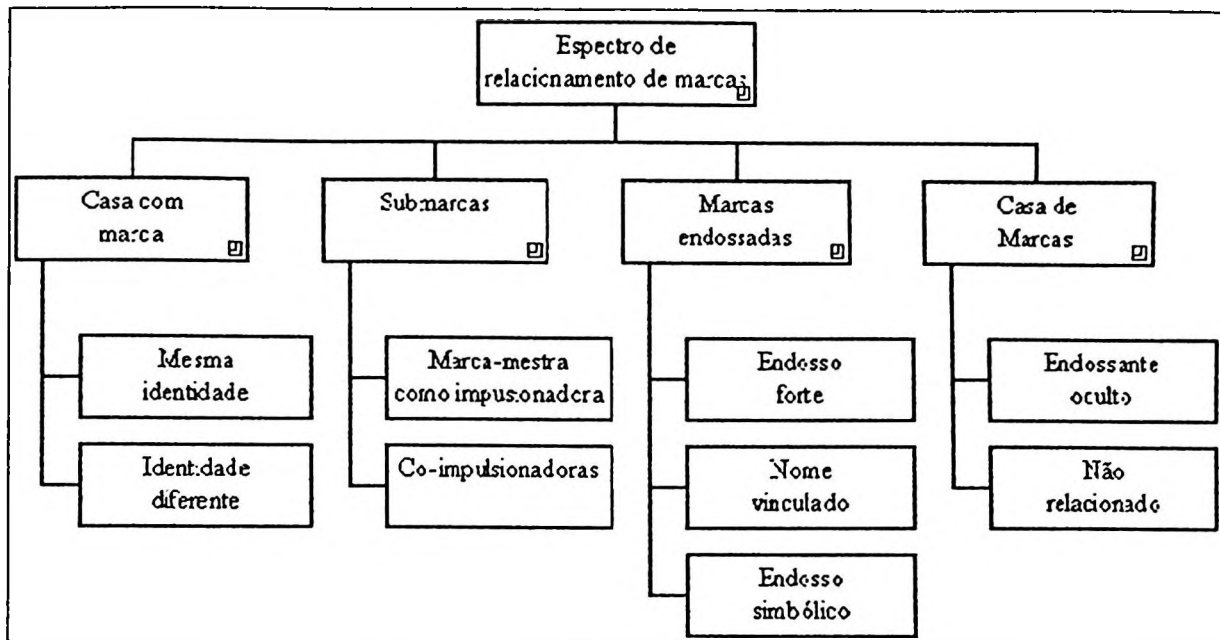 Espectro de
relacionamento de marcas
Casa com
marca
Submarcas
Marcas
endossadas
Casa de
Marcas
Mesma
identidade
Marca-mestra
como impusionadora
Endosso
forte
Endossante
oculto
Identidade
diferente
Co-impulsionadoras
Nome
vinculado
Não
relacionado
Endosso
simbólico